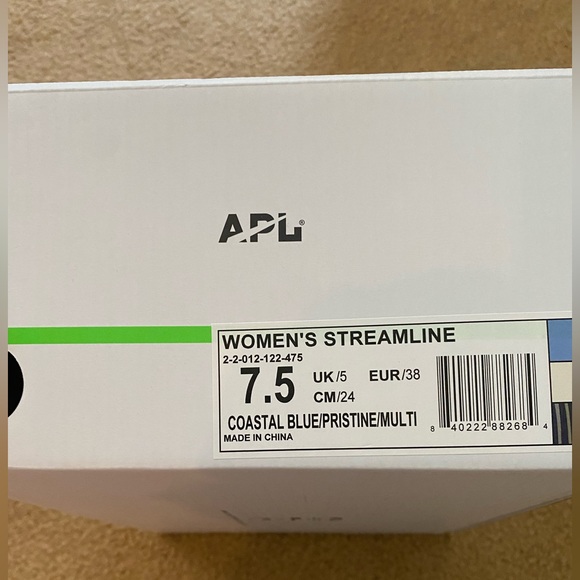 APL®
WOMEN'S STREAMLINE
2-2-012-122-475
7.5 UK/5 EUR/38
CM/24
COASTAL BLUE/PRISTINE/MULTI
MADE IN CHINA
8 40222 88268 4